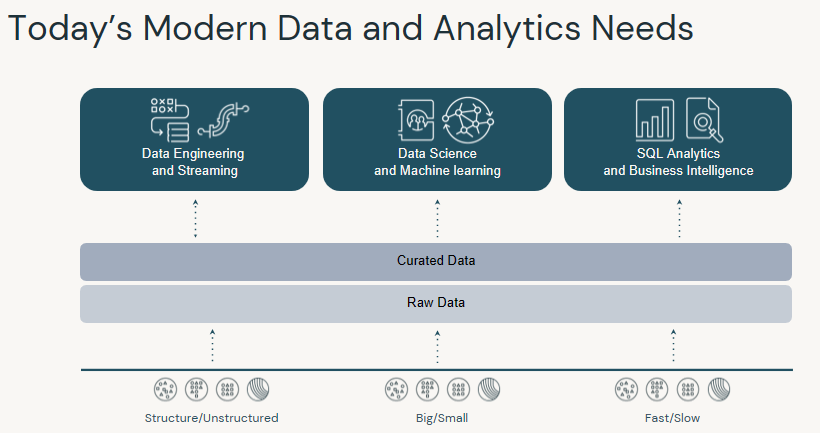 Today’s Modern Data and Analytics Needs
Data Engineering
and Streaming
Data Science
and Machine learning
SQL Analytics
and Business Intelligence
Curated Data
Raw Data
Structure/Unstructured
Big/Small
Fast/Slow